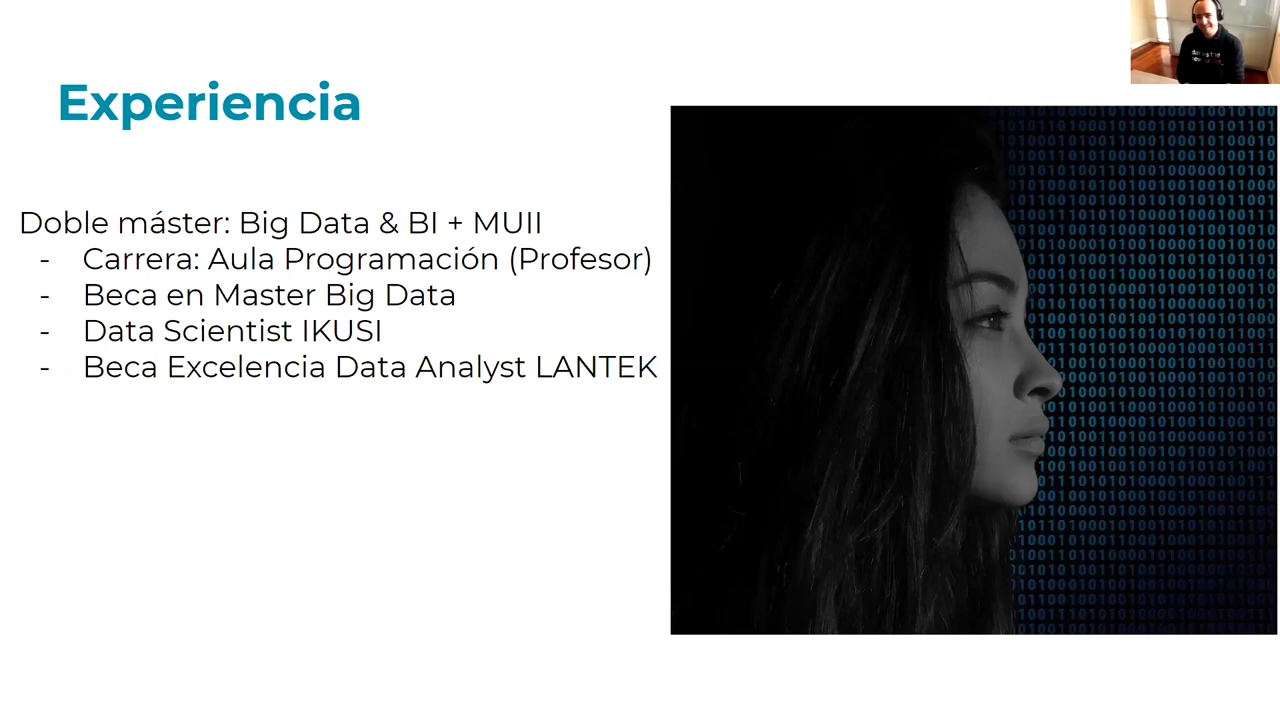 Experiencia
Doble máster: Big Data & BI + MUII
- Carrera: Aula Programación (Profesor)
- Beca en Master Big Data
- Data Scientist IKUSI
- Beca Excelencia Data Analyst LANTEK